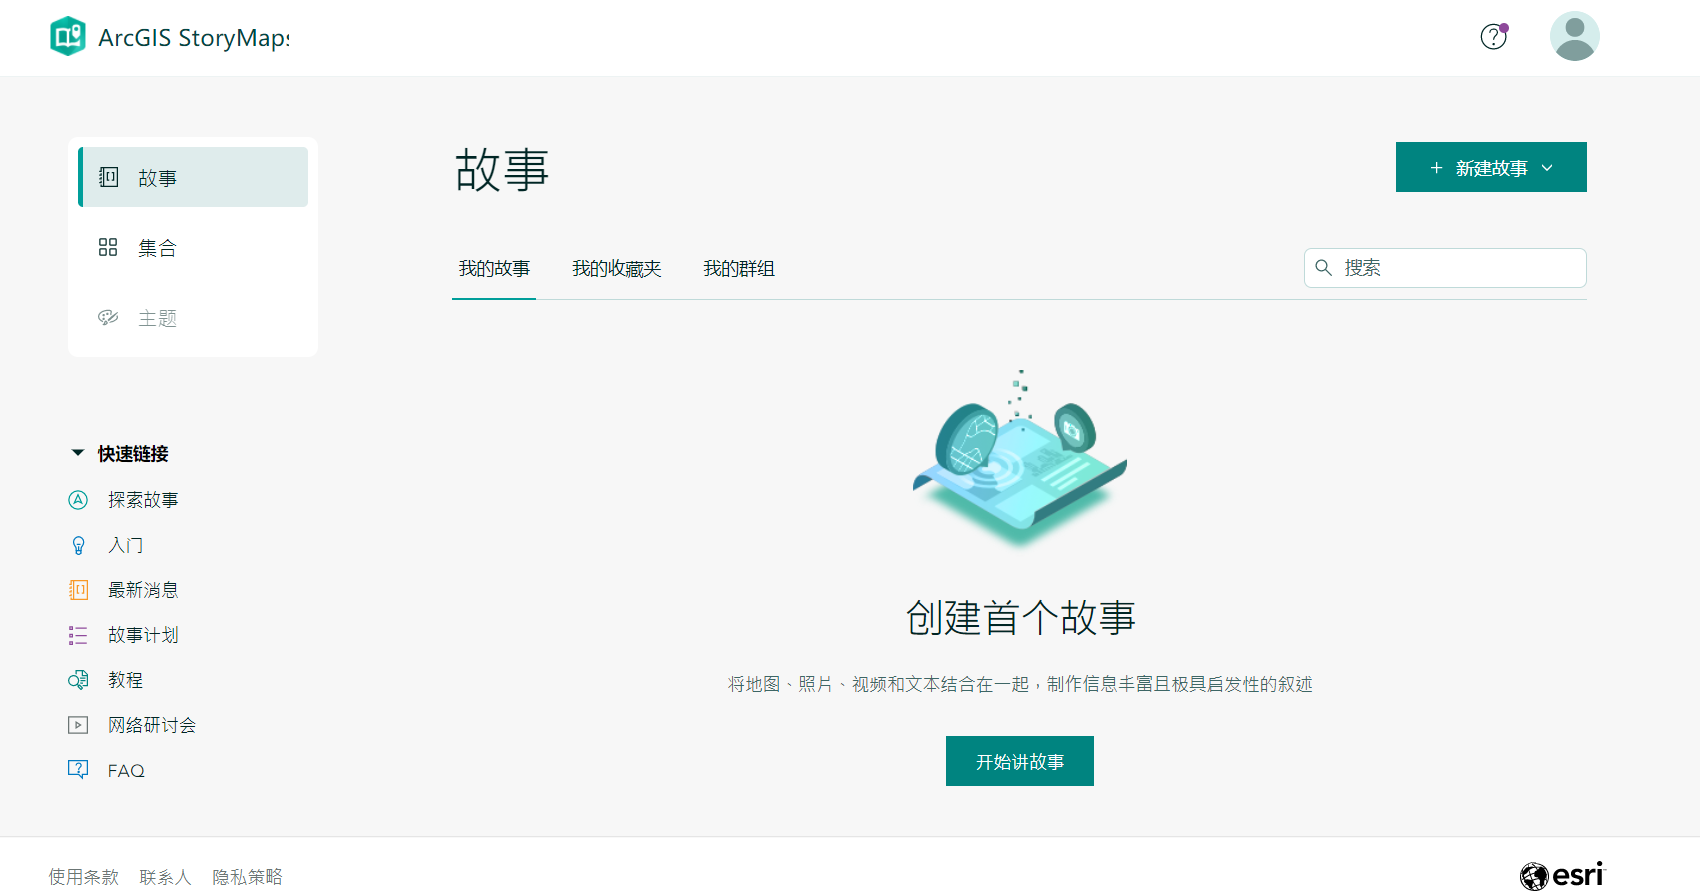 ArcGIS StoryMaps
故事
集合
主题
快速链接
探索故事
入门
最新消息
故事计划
教程
网络研讨会
FAQ
故事
新建故事
我的故事 我的收藏夹 我的群组
搜索
创建首个故事
将地图、照片、视频和文本结合在一起，制作信息丰富且极具启发性的叙述
开始讲故事
使用条款 联系人 隐私策略
esri